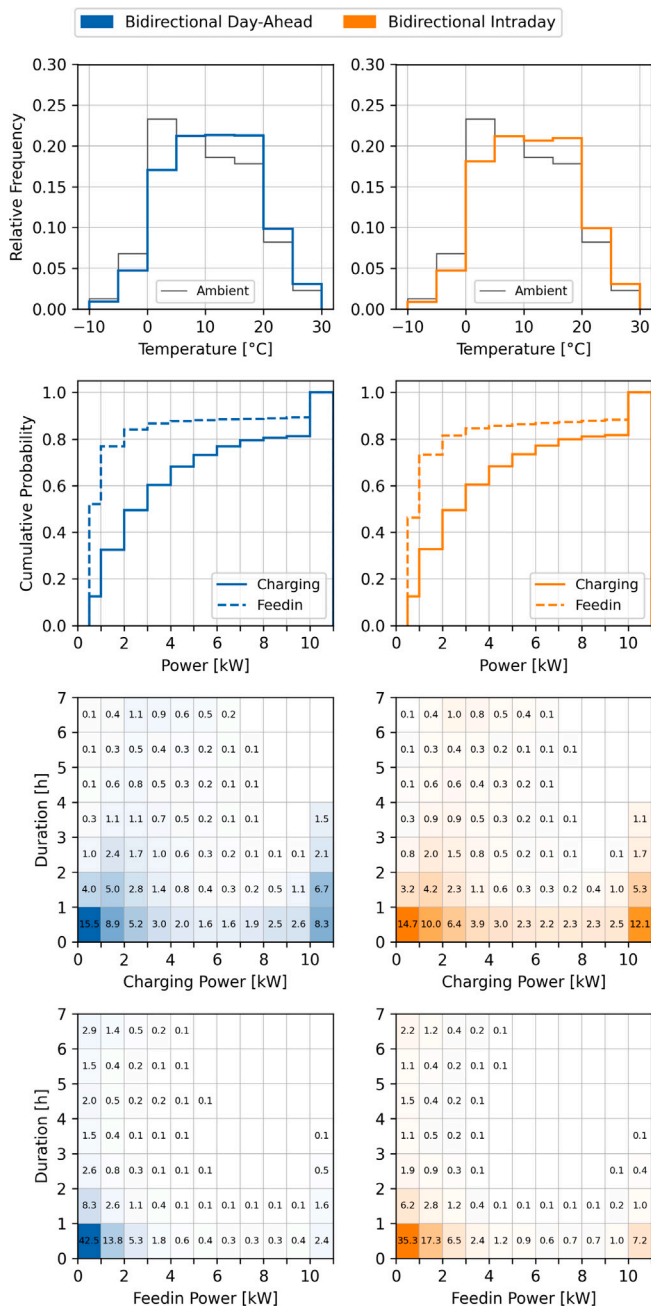 Bidirectional Day-Ahead Bidirectional Intraday
0.30 0.30
0.25 0.25
0.20 0.20
0.15 0.15
0.10 0.10
0.05 0.05
0.00 0.00
Relative Frequency
Ambient Ambient
−10 0 10 20 30 −10 0 10 20 30
Temperature [°C] Temperature [°C]
1.0 1.0
0.8 0.8
0.6 0.6
0.4 0.4
0.2 0.2
0.0 0.0
Cumulative Probability
Charging Charging
Feedin Feedin
0 2 4 6 8 10 0 2 4 6 8 10
Power [kW] Power [kW]
7
0.1 0.4 1.1 0.9 0.6 0.5 0.2 0.1 0.4 1.0 0.8 0.5 0.4 0.1
6
0.1 0.3 0.5 0.4 0.3 0.2 0.1 0.1 0.1 0.3 0.4 0.3 0.2 0.1 0.1 0.1
5
0.1 0.6 0.8 0.5 0.3 0.2 0.1 0.1 0.1 0.6 0.6 0.4 0.3 0.2 0.1
4
0.3 1.1 1.1 0.7 0.5 0.2 0.1 0.1 1.5 0.3 0.9 0.9 0.5 0.3 0.2 0.1 1.1
3
Duration [h]
1.0 2.4 1.7 1.0 0.6 0.3 0.2 0.1 0.1 0.1 2.1 0.8 2.0 1.5 0.8 0.5 0.2 0.1 0.1 0.1 1.7
2
4.0 5.0 2.8 1.4 0.8 0.4 0.3 0.2 0.5 1.1 6.7 3.2 4.2 2.3 1.1 0.6 0.3 0.3 0.2 0.4 1.0 5.3
1
15.5 8.9 5.2 3.0 2.0 1.6 1.6 1.9 2.5 2.6 8.3 14.7 10.0 6.4 3.9 3.0 2.3 2.2 2.3 2.3 2.5 12.1
0
0 2 4 6 8 10 0 2 4 6 8 10
Charging Power [kW] Charging Power [kW]
7
2.9 1.4 0.5 0.2 0.1 2.2 1.2 0.4 0.2 0.1
6
1.5 0.4 0.2 0.1 0.1 1.1 0.4 0.2 0.1 0.1
5
2.0 0.5 0.2 0.2 0.1 0.1 1.5 0.4 0.2 0.1
4
1.5 0.4 0.1 0.1 0.1 0.1 1.1 0.5 0.2 0.1 0.1
3
Duration [h]
2.6 0.8 0.3 0.1 0.1 0.1 0.5 1.9 0.9 0.3 0.1 0.1 0.4
2
8.3 2.6 1.1 0.4 0.1 0.1 0.1 0.1 0.1 0.1 1.6 6.2 2.8 1.2 0.4 0.1 0.1 0.1 0.1 0.1 0.2 1.0
1
42.5 13.8 5.3 1.8 0.6 0.4 0.3 0.3 0.3 0.4 2.4 35.3 17.3 6.5 2.4 1.2 0.9 0.6 0.7 0.7 1.0 7.2
0
0 2 4 6 8 10 0 2 4 6 8 10
Feedin Power [kW] Feedin Power [kW]